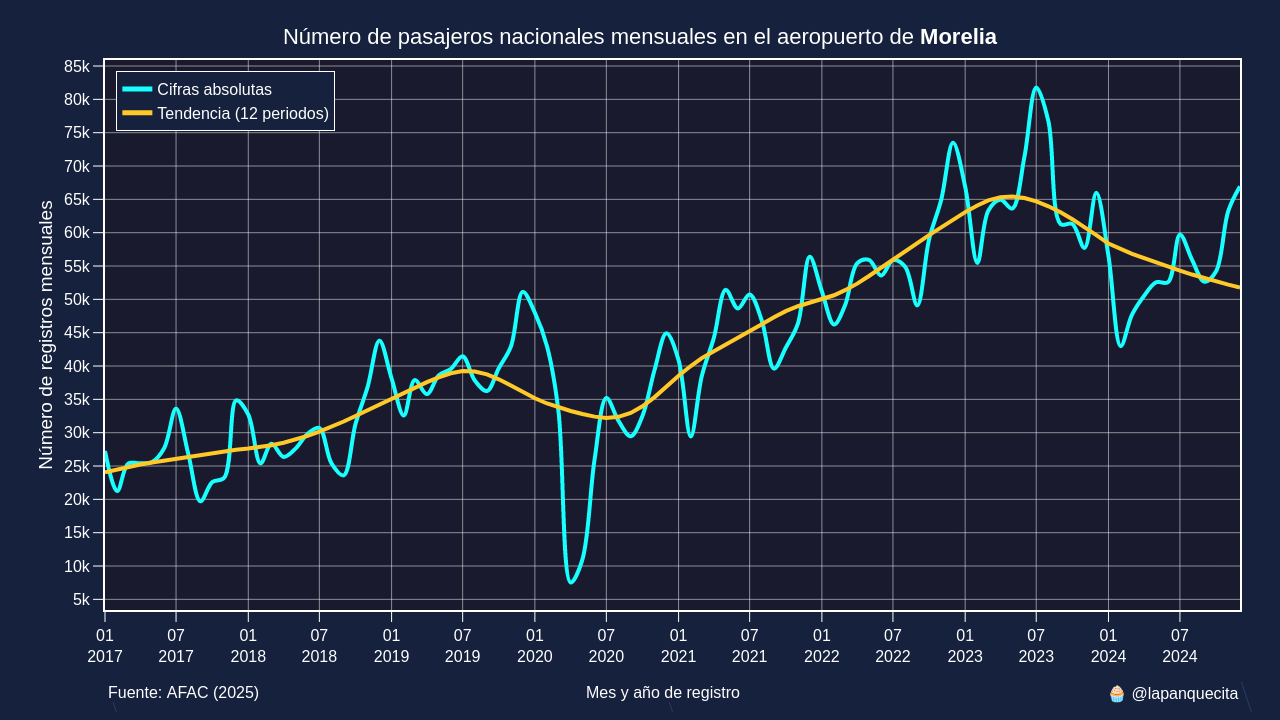 Número de pasajeros nacionales mensuales en el aeropuerto de Morelia
Cifras absolutas
Tendencia (12 periodos)
Número de registros mensuales
85k
80k
75k
70k
65k
60k
55k
50k
45k
40k
35k
30k
25k
20k
15k
10k
5k
01 07 01 07 01 07 01 07 01 07 01 07 01 07 01 07
2017 2017 2018 2018 2019 2019 2020 2020 2021 2021 2022 2022 2023 2023 2024 2024
Fuente: AFAC (2025) Mes y año de registro 🧁 @lapanquecita